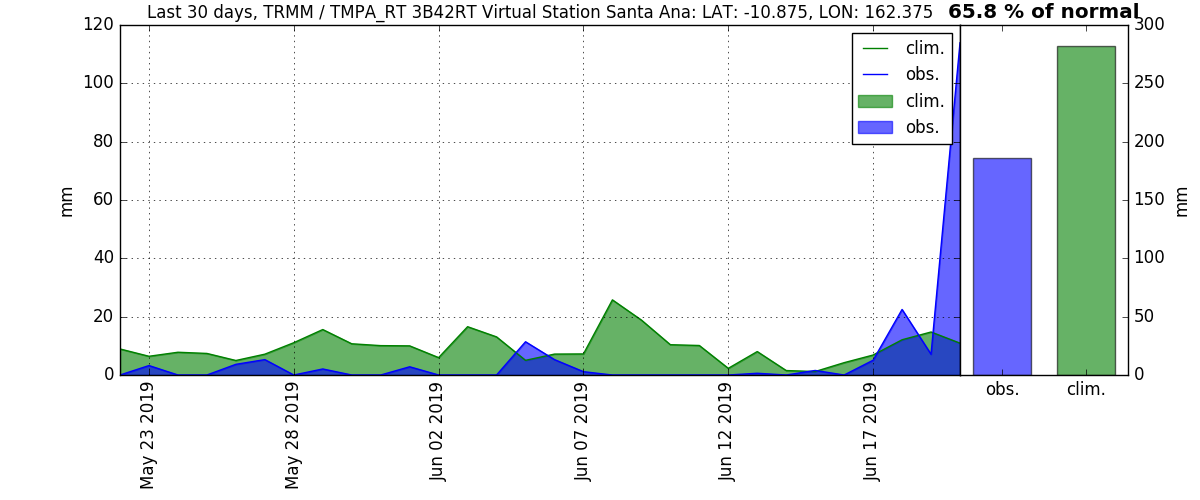 Last 30 days, TRMM / TMPA_RT 3B42RT Virtual Station Santa Ana: LAT: -10.875, LON: 162.375 65.8 % of normal
120
100
80
60
40
20
0
mm
clim.
obs.
clim.
obs.
300
250
200
150
100
50
0
mm
May 23 2019
May 28 2019
Jun 02 2019
Jun 07 2019
Jun 12 2019
Jun 17 2019
obs.
clim.